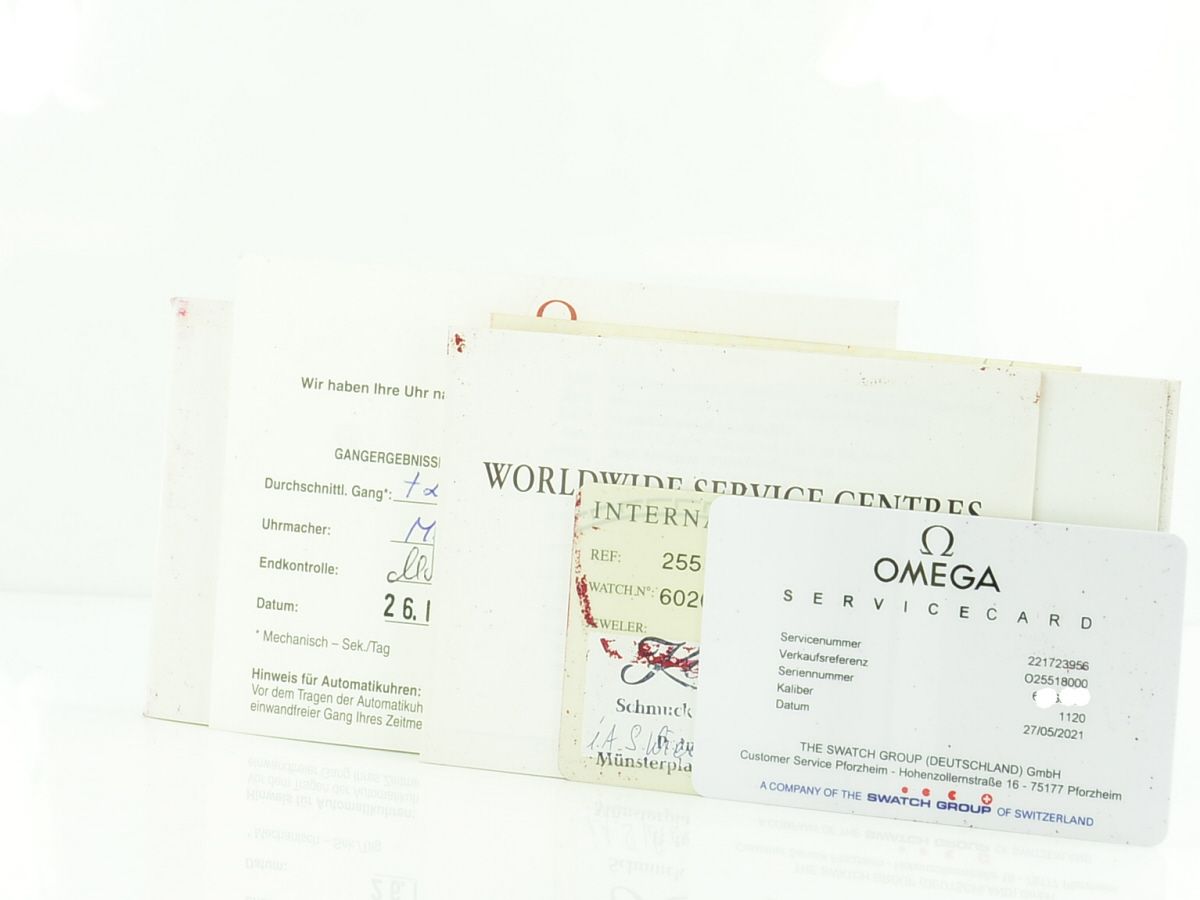 Wir haben Ihre Uhr
GANGERGEBNISS
Durchschnittl. Gang*:
Uhrmacher:
Endkontrolle:
Datum: 26.
* Mechanisch – Sek./Tag
Hinweis für Automatikuhren:
Vor dem Tragen der Automatikuh
einwandfreier Gang Ihres Zeitme
WORLDWIDE SERVICE CENTRES
INTERNA
REF: 255
WATCH.Nº: 602
JEWELER:
Schmuck
i.A. S.
Münsterpla
Ω
OMEGA
SERVICECARD
Servicenummer 221723956
Verkaufsreferenz O25518000
Seriennummer
Kaliber 1120
Datum 27/05/2021
THE SWATCH GROUP (DEUTSCHLAND) GmbH
Customer Service Pforzheim - Hohenzollernstraße 16 - 75177 Pforzheim
A COMPANY OF THE SWATCH GROUP OF SWITZERLAND